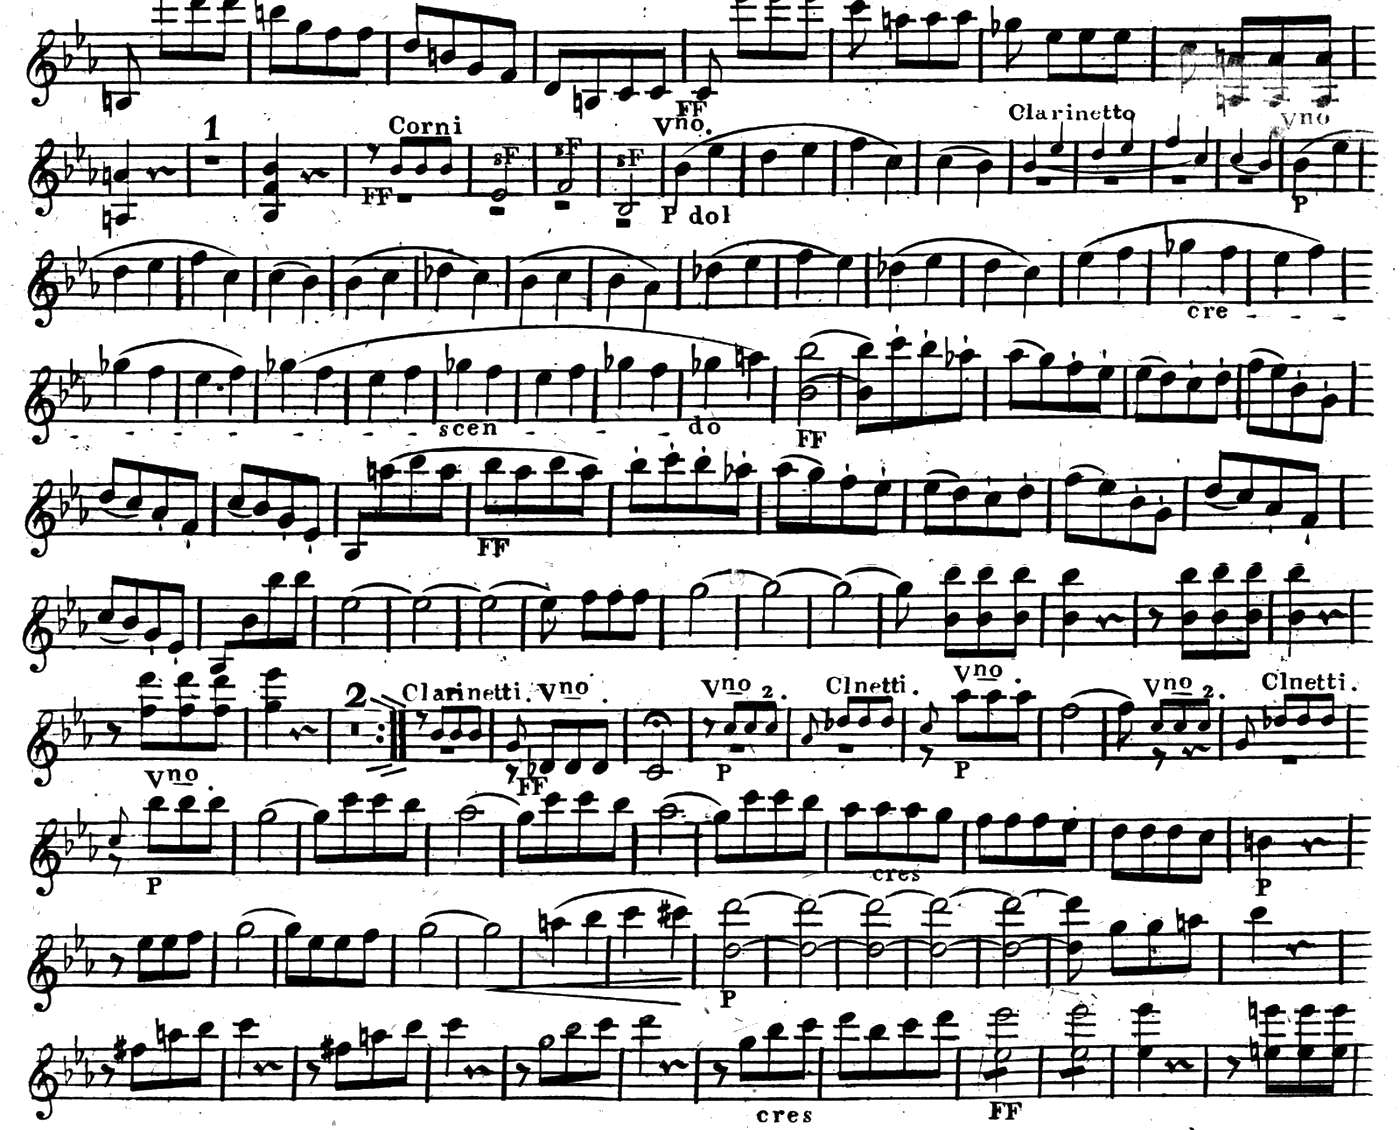 FF
Vno.
Clarinetto
Vno
1
Corni
sF
sF
sF
FF
P dol
P
cre
scen
do
FF
FF
2
Clarinetti.
Vno.
Vno 2.
Clnetti.
Vno.
Vno 2.
Clnetti.
FF
P
P
Vno.
P
cres
P
P
cres
FF